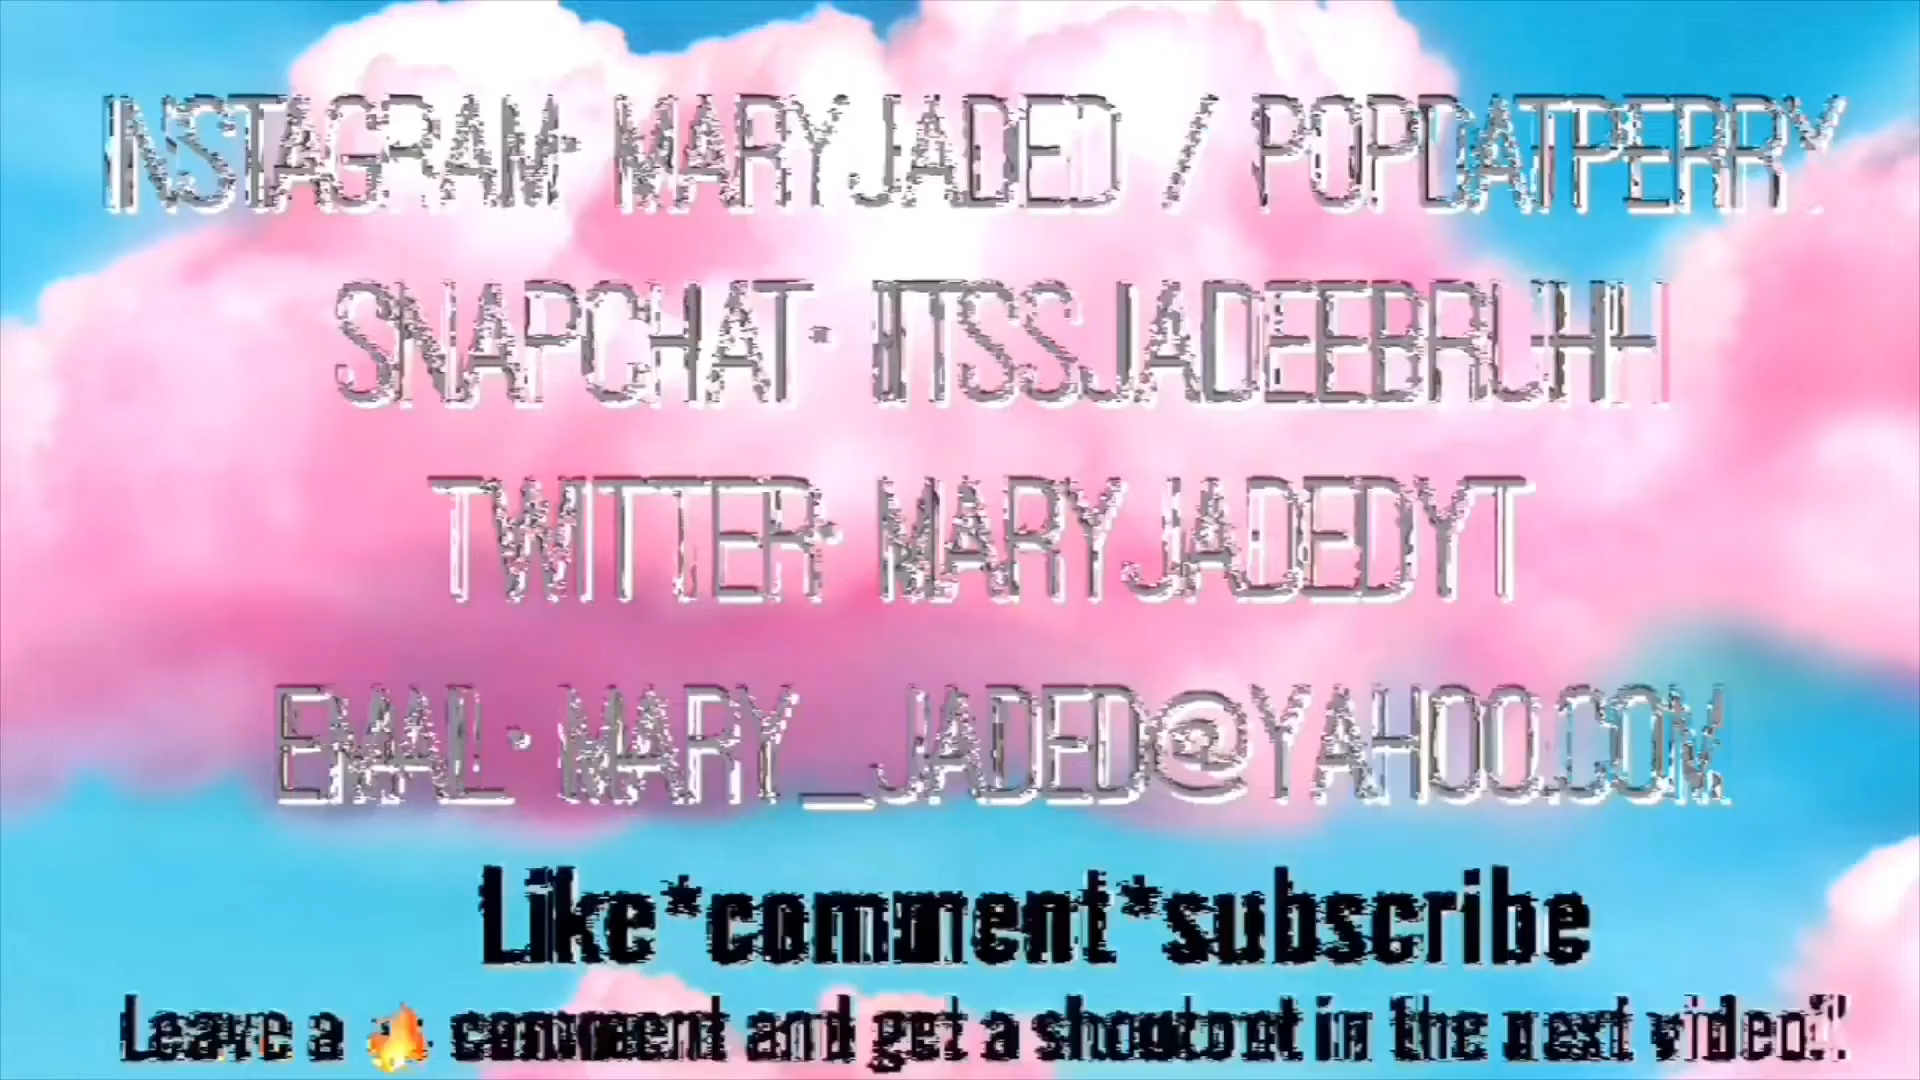 INSTAGRAM• MARYJADED / POPDATPERRY
SNAPCHAT• IITSSJADEEBRUHH
TWITTER• MARYJADEDYT
EMAIL• MARY_JADED@YAHOO.COM
Like*comment*subscribe
Leave a 🔥 comment and get a shoutout in the next video!'